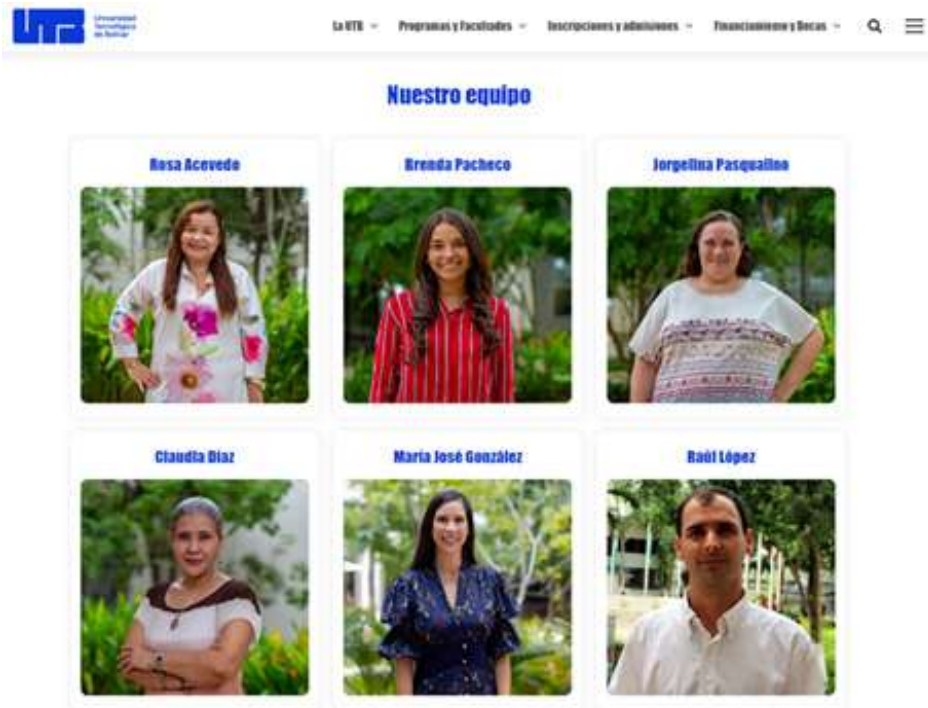 UTB
Universidad
Tecnológica
de Bolívar
La UTB
Programas y Facultades
Inscripciones y admisiones
Financiamiento y Becas
Nuestro equipo
Rosa Acevedo
Brenda Pacheco
Jorgelina Pasqualino
Claudia Díaz
María José González
Raúl López